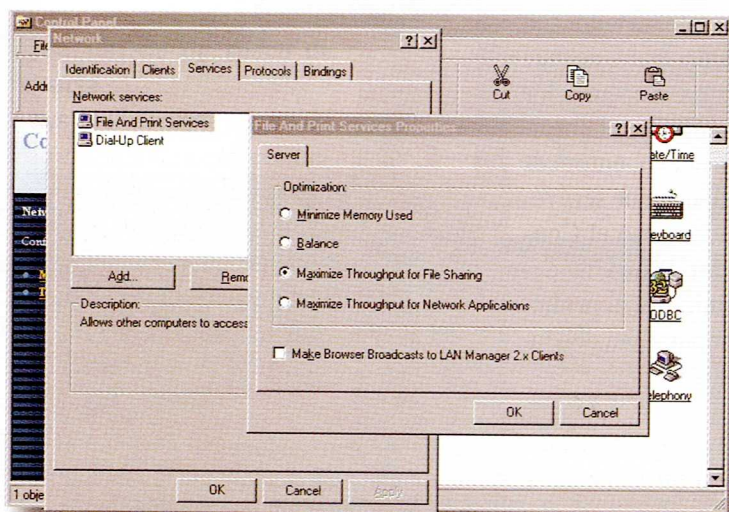 Control Panel
Network
Identification
Clients
Services
Protocols
Bindings
Network services:
File And Print Services
Dial-Up Client
Add...
Description:
Allows other computers to access
OK
Cancel
Apply
File And Print Services Properties
Server
Optimization:
Minimize Memory Used
Balance
Maximize Throughput for File Sharing
Maximize Throughput for Network Applications
Make Browser Broadcasts to LAN Manager 2.x Clients
OK
Cancel
Cut
Copy
Paste
ate/Time
eyboard
ODBC
elephony
1 obje